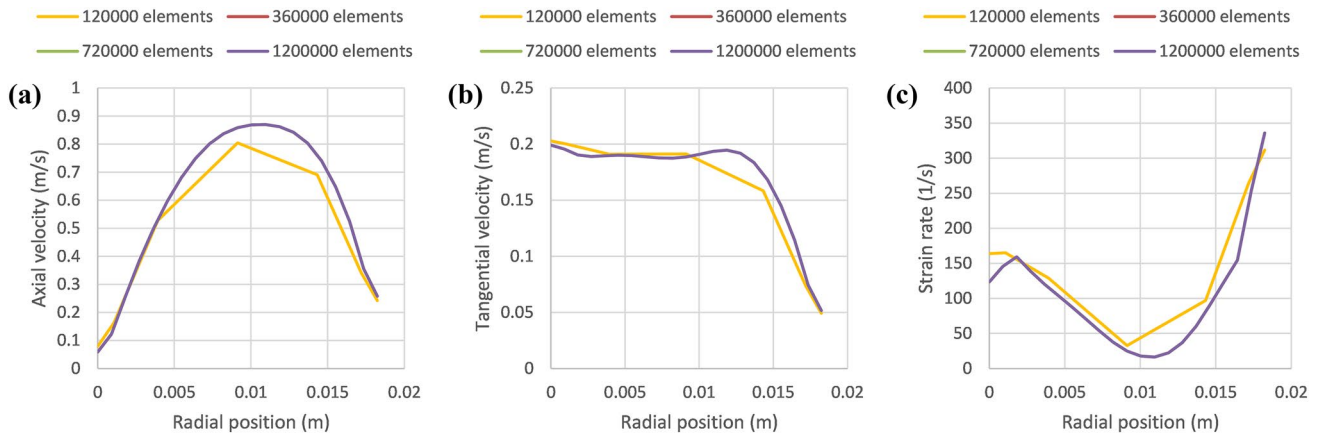 120000 elements 360000 elements
720000 elements 1200000 elements
(a)
Axial velocity (m/s)
1
0.9
0.8
0.7
0.6
0.5
0.4
0.3
0.2
0.1
0
0 0.005 0.01 0.015 0.02
Radial position (m)
120000 elements 360000 elements
720000 elements 1200000 elements
(b)
Tangential velocity (m/s)
0.25
0.2
0.15
0.1
0.05
0
0 0.005 0.01 0.015 0.02
Radial position (m)
120000 elements 360000 elements
720000 elements 1200000 elements
(c)
Strain rate (1/s)
400
350
300
250
200
150
100
50
0
0 0.005 0.01 0.015 0.02
Radial position (m)